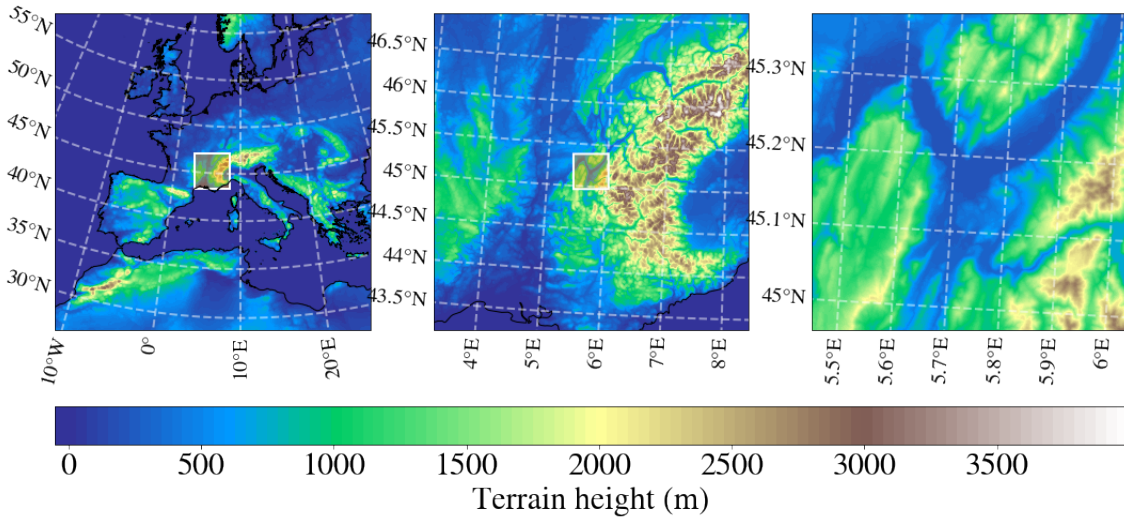 55°N
50°N
45°N
40°N
35°N
30°N
10°W
0°
10°E
20°E
46.5°N
46°N
45.5°N
45°N
44.5°N
44°N
43.5°N
4°E
5°E
6°E
7°E
8°E
45.3°N
45.2°N
45.1°N
45°N
5.5°E
5.6°E
5.7°E
5.8°E
5.9°E
6°E
0 500 1000 1500 2000 2500 3000 3500
Terrain height (m)